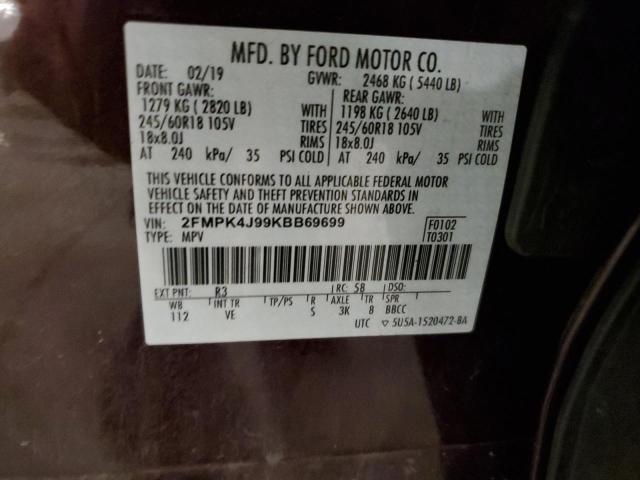 MFD. BY FORD MOTOR CO.
DATE: 02/19 GVWR: 2468 KG ( 5440 LB)
FRONT GAWR: REAR GAWR:
1279 KG ( 2820 LB) WITH 1198 KG ( 2640 LB) WITH
245/60R18 105V TIRES 245/60R18 105V TIRES
18x8.0J RIMS 18x8.0J RIMS
AT 240 kPa/ 35 PSI COLD AT 240 kPa/ 35 PSI COLD
THIS VEHICLE CONFORMS TO ALL APPLICABLE FEDERAL MOTOR
VEHICLE SAFETY AND THEFT PREVENTION STANDARDS IN
EFFECT ON THE DATE OF MANUFACTURE SHOWN ABOVE.
VIN: 2FMPK4J99KBB69699 F0102
TYPE: MPV T0301
EXT PNT: R3 RC: 58 DSO:
WB INT TR TP/PS R AXLE TR SPR
112 VE S 3K 8 BBCC
UTC ▽ 5U5A-1520472-BA